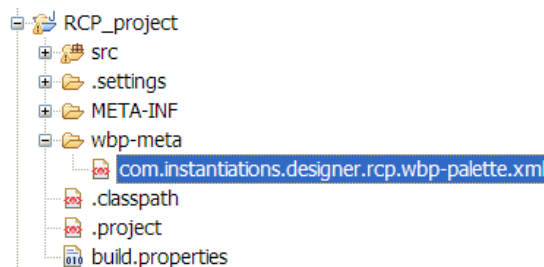 RCP_project
src
.settings
META-INF
wbp-meta
com.instantiations.designer.rcp.wbp-palette.xml
.classpath
.project
build.properties